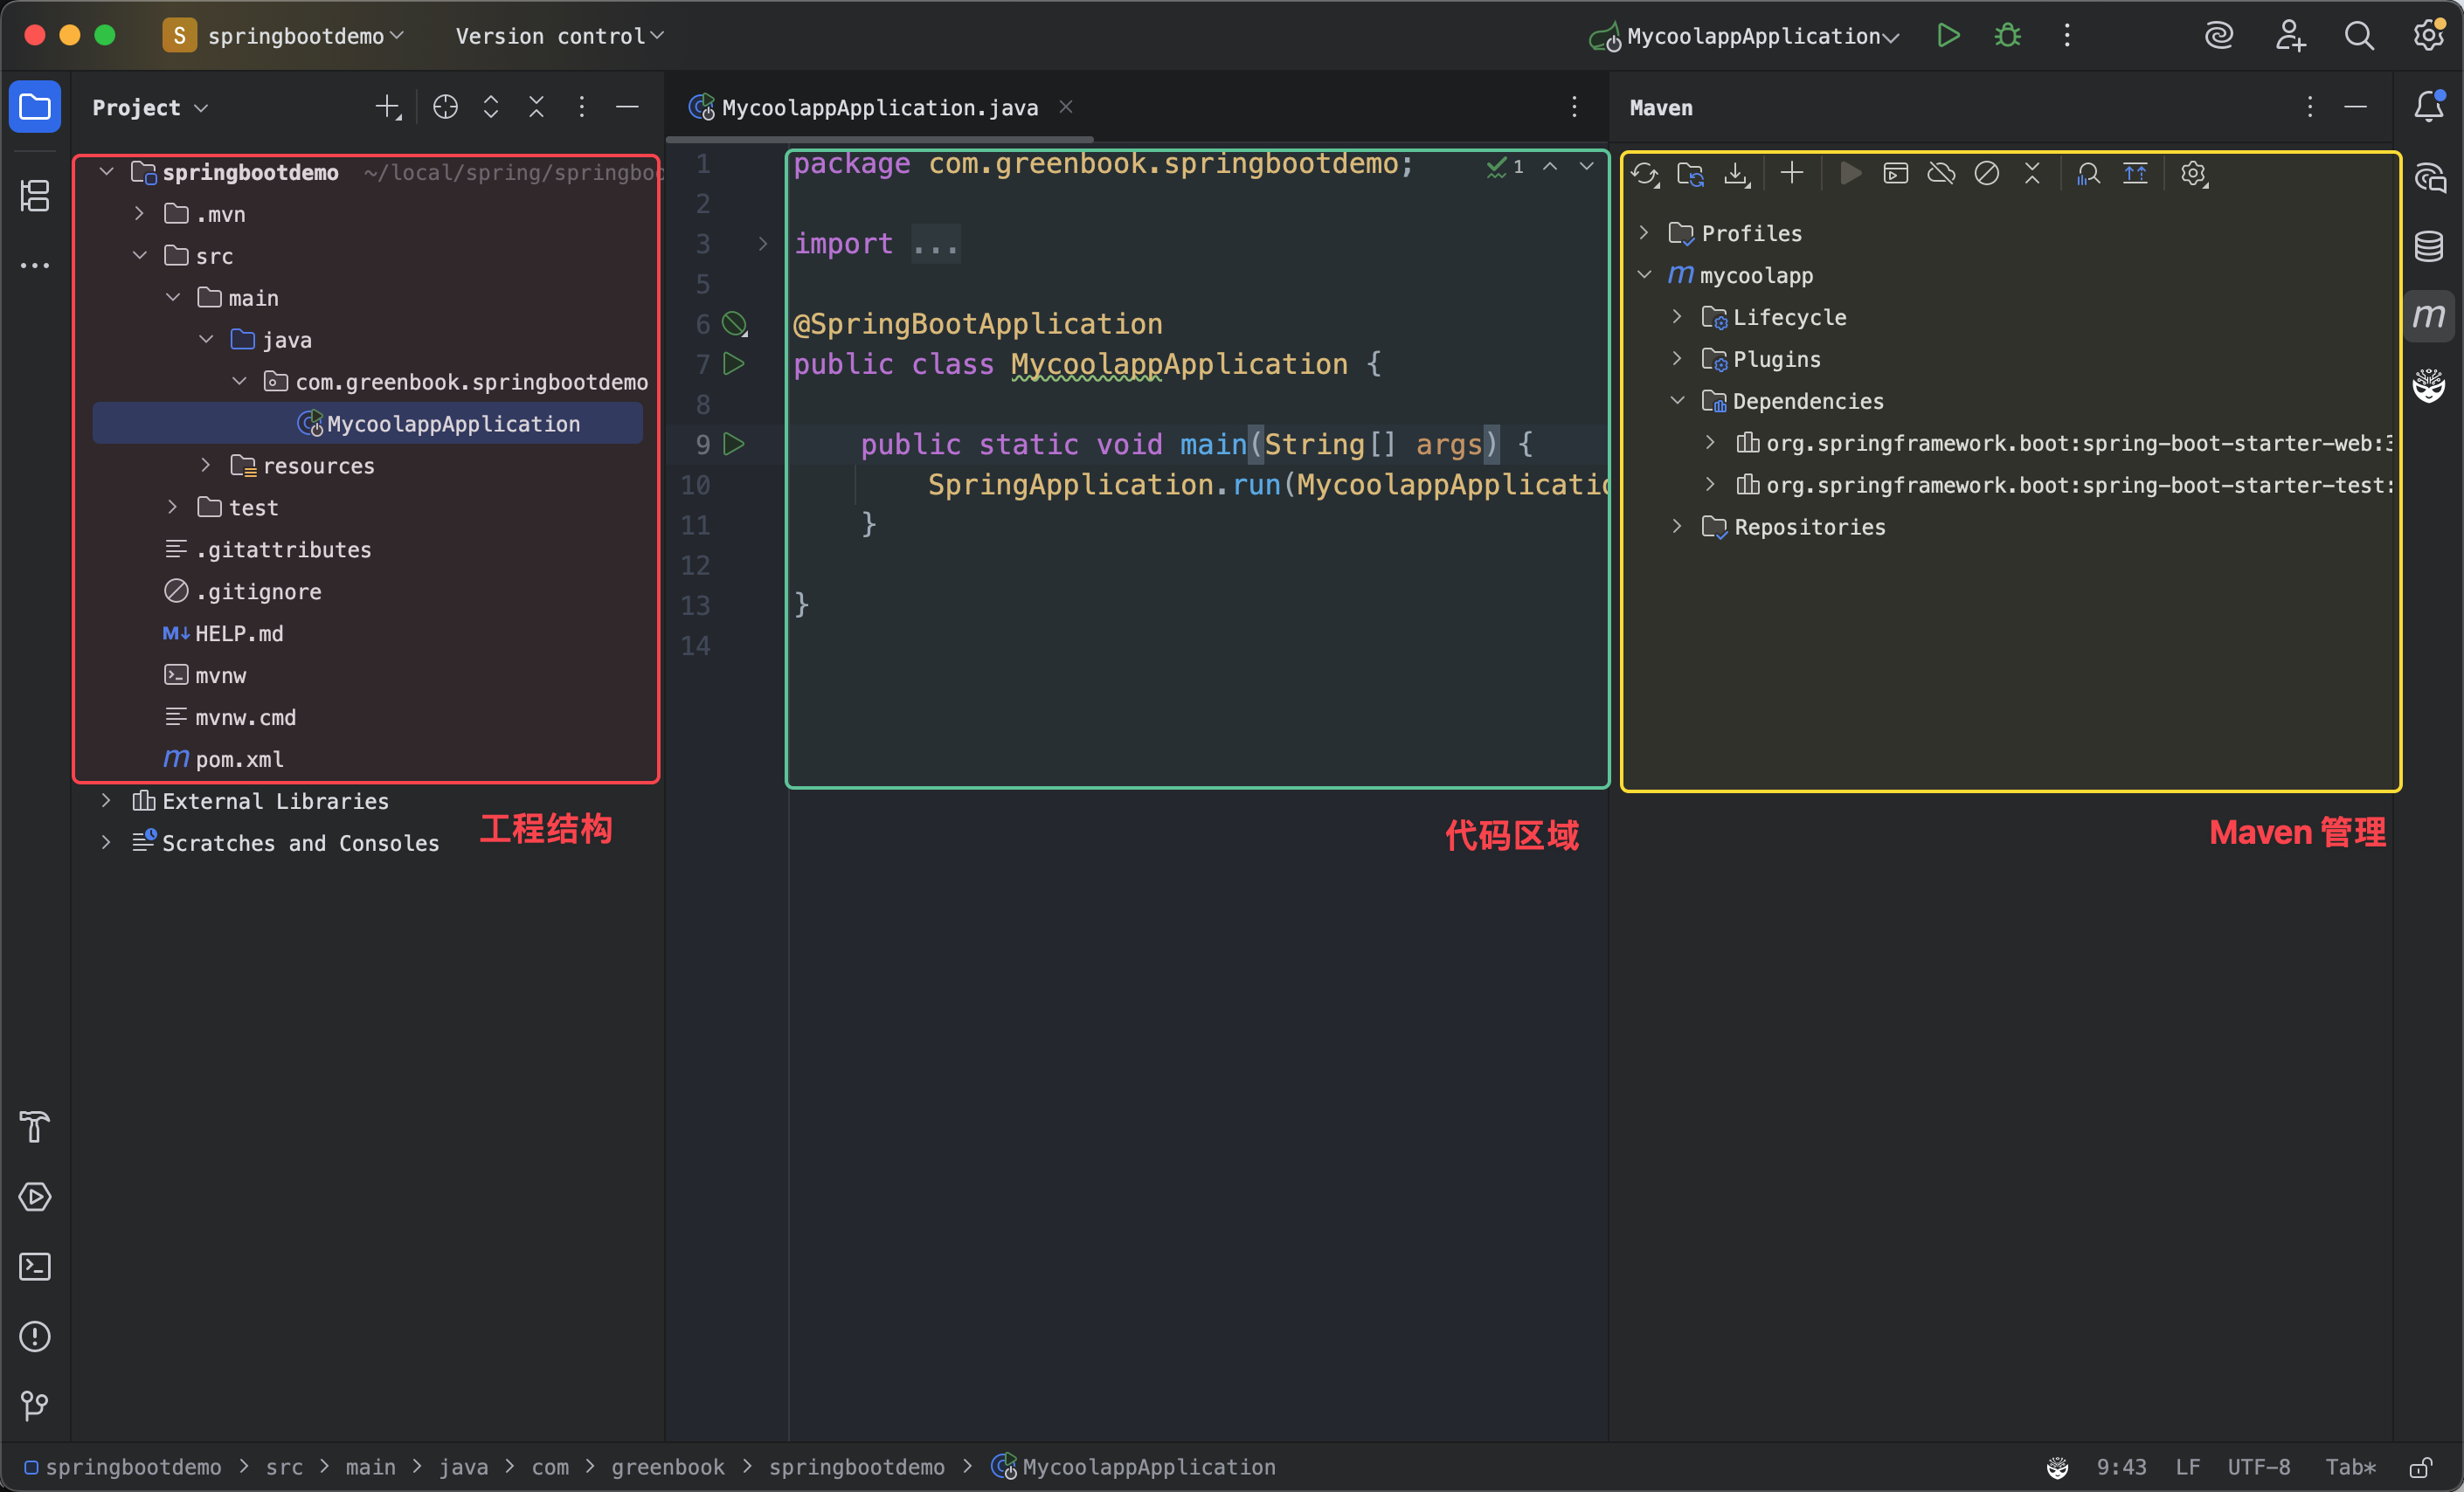 S springbootdemo Version control MycoolappApplication
Project
MycoolappApplication.java
Maven
springbootdemo ~/local/spring/springboo
.mvn
src
main
java
com.greenbook.springbootdemo
MycoolappApplication
resources
test
.gitattributes
.gitignore
M↓ HELP.md
mvnw
mvnw.cmd
m pom.xml
External Libraries
Scratches and Consoles
工程结构
1 package com.greenbook.springbootdemo; 1
2
3 import ...
5
6 @SpringBootApplication
7 public class MycoolappApplication {
8
9 public static void main(String[] args) {
10 SpringApplication.run(MycoolappApplicatio
11 }
12
13 }
14
代码区域
Profiles
m mycoolapp
Lifecycle
Plugins
Dependencies
org.springframework.boot:spring-boot-starter-web:3
org.springframework.boot:spring-boot-starter-test:
Repositories
Maven 管理
m
springbootdemo > src > main > java > com > greenbook > springbootdemo > MycoolappApplication
9:43 LF UTF-8 Tab*